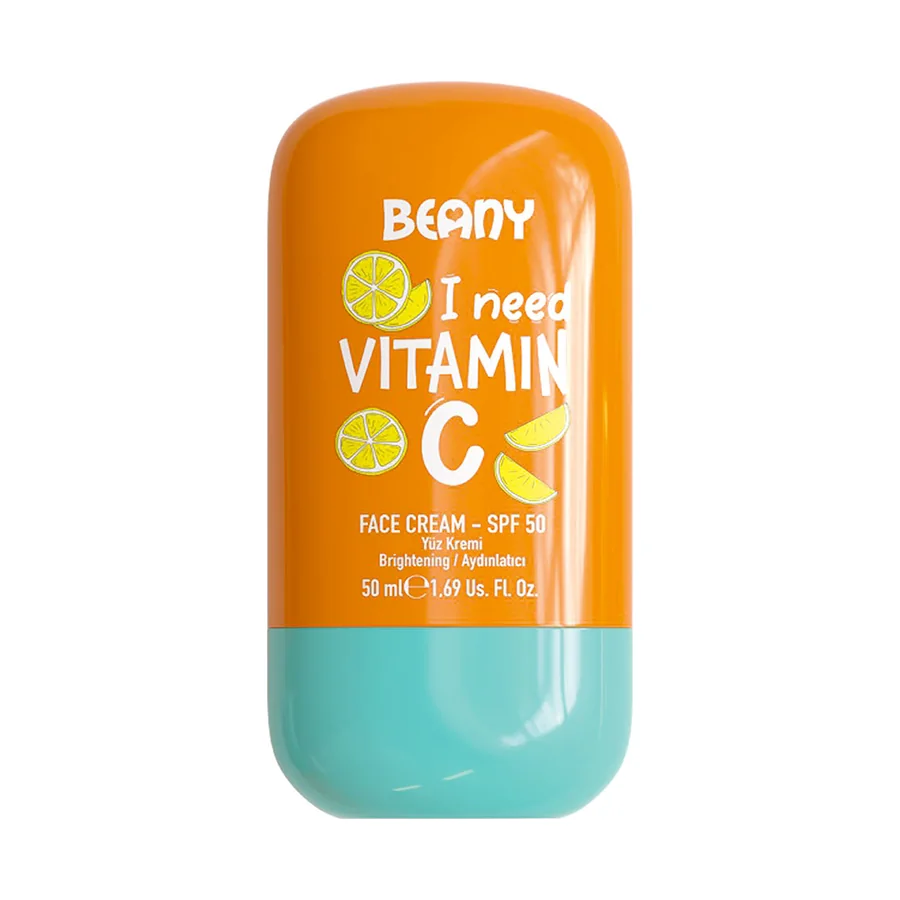 BEANY
I need
VITAMIN
C
FACE CREAM - SPF 50
Yüz Kremi
Brightening / Aydınlatıcı
50 ml ℮ 1,69 Us. Fl. Oz.